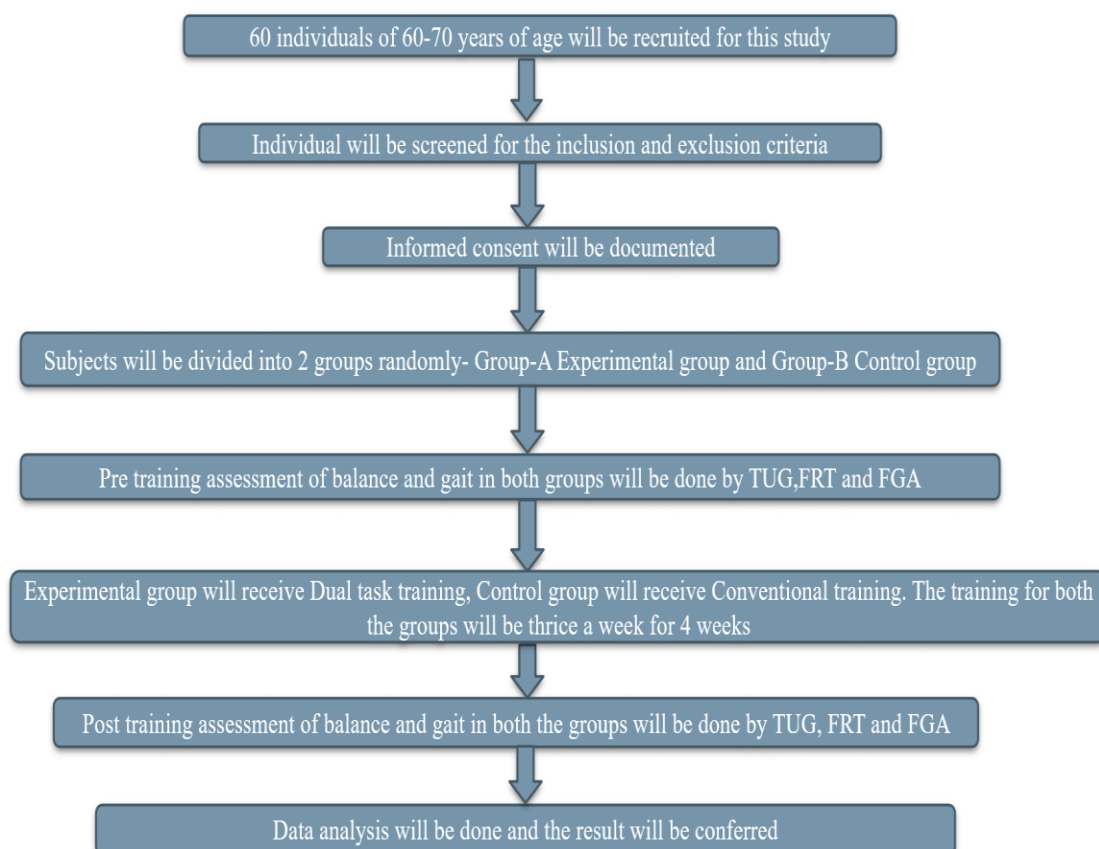 60 individuals of 60-70 years of age will be recruited for this study
Individual will be screened for the inclusion and exclusion criteria
Informed consent will be documented
Subjects will be divided into 2 groups randomly- Group-A Experimental group and Group-B Control group
Pre training assessment of balance and gait in both groups will be done by TUG,FRT and FGA
Experimental group will receive Dual task training, Control group will receive Conventional training. The training for both
the groups will be thrice a week for 4 weeks
Post training assessment of balance and gait in both the groups will be done by TUG, FRT and FGA
Data analysis will be done and the result will be conferred